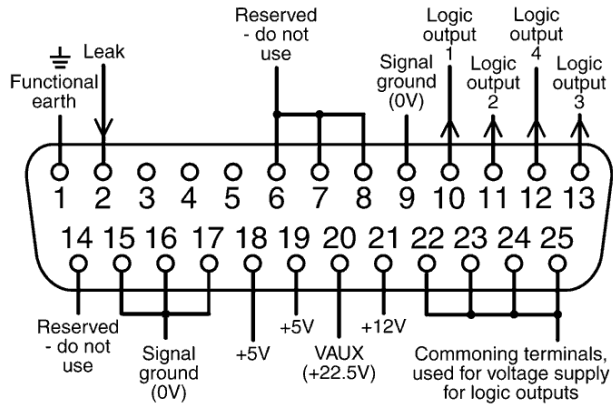 Functional
earth
Leak
Reserved
- do not
use
Signal
ground
(0V)
Logic
output
1
Logic
output
2
Logic
output
4
Logic
output
3
1 2 3 4 5 6 7 8 9 10 11 12 13
14 15 16 17 18 19 20 21 22 23 24 25
Reserved
- do not
use
Signal
ground
(0V)
+5V
+5V
VAUX
(+22.5V)
+12V
Commoning terminals,
used for voltage supply
for logic outputs